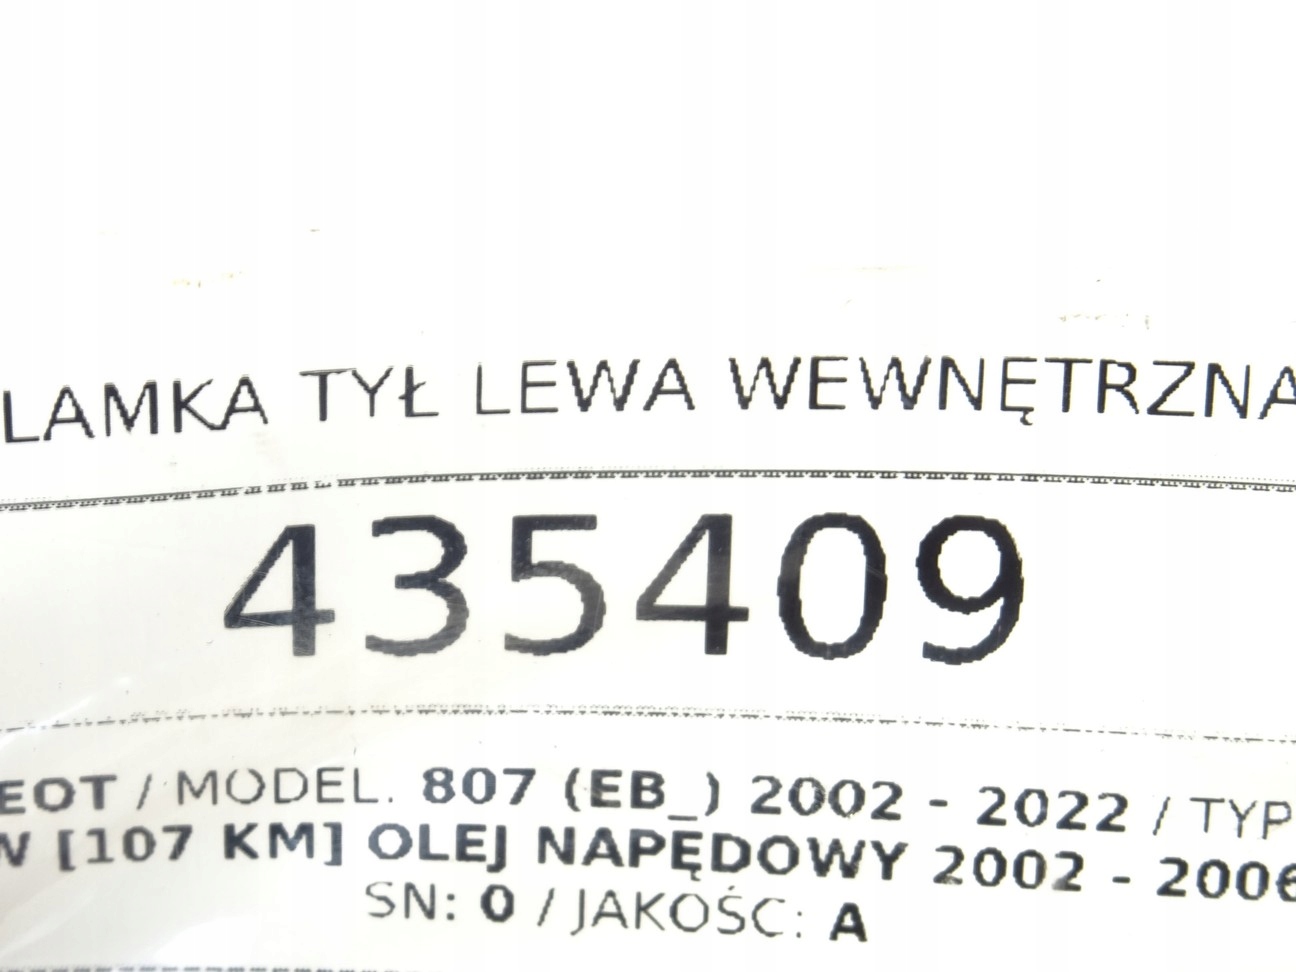 LAMKA TYŁ LEWA WEWNĘTRZNA
435409
EOT / MODEL. 807 (EB_) 2002 - 2022 / TYP
W [107 KM] OLEJ NAPĘDOWY 2002 - 2006
SN: 0 / JAKOŚC: A